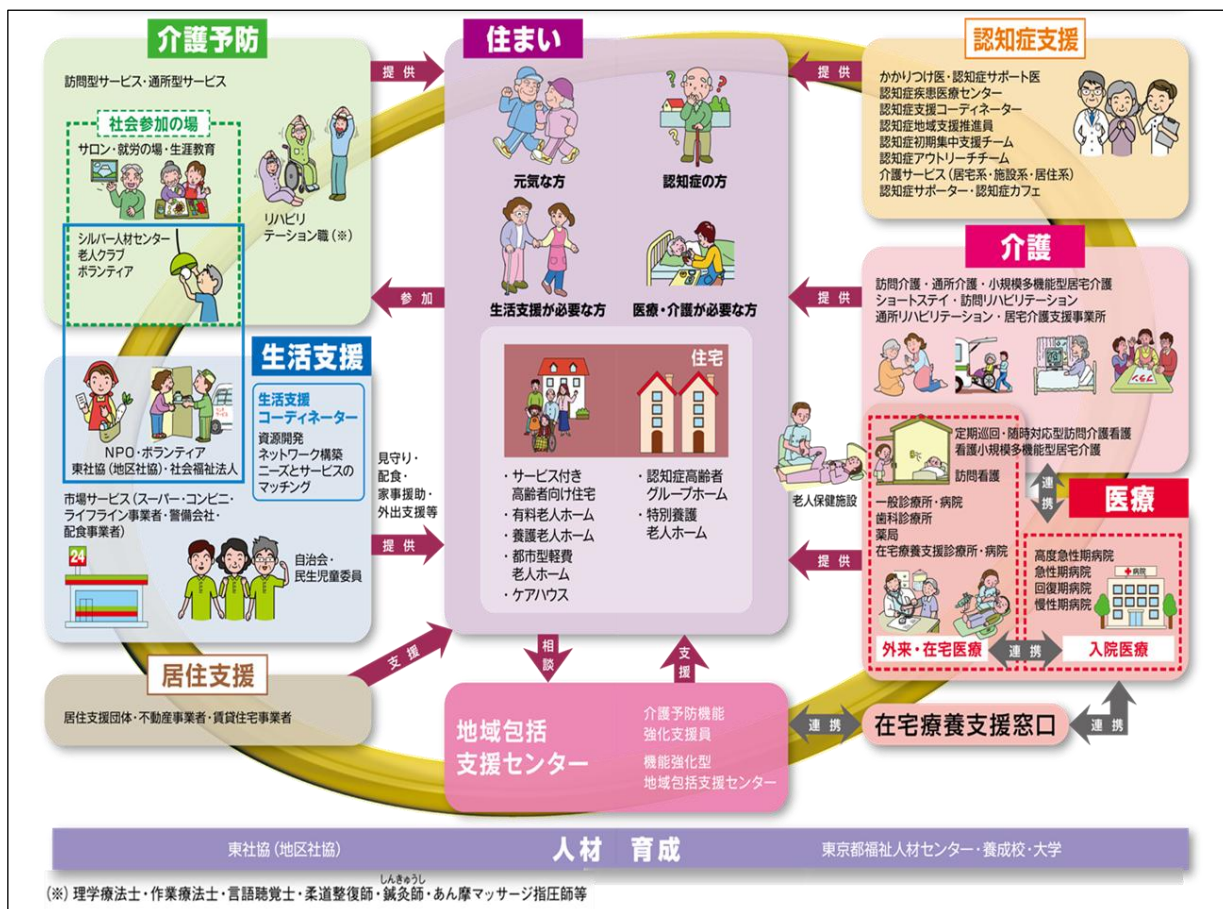 介護予防
訪問型サービス・通所型サービス
社会参加の場
サロン・就労の場・生涯教育
シルバー人材センター
老人クラブ
ボランティア
リハビリ
テーション職(※)
提供
参加
生活支援
NPO・ボランティア
東社協(地区社協)・社会福祉法人
生活支援
コーディネーター
資源開発
ネットワーク構築
ニーズとサービスの
マッチング
市場サービス(スーパー・コンビニ・
ライフライン事業者・警備会社・
配食事業者)
24
自治会・
民生児童委員
見守り・
配食・
家事援助・
外出支援等
提供
居住支援
居住支援団体・不動産事業者・賃貸住宅事業者
支援
住まい
元気な方
認知症の方
生活支援が必要な方
医療・介護が必要な方
住宅
・サービス付き
高齢者向け住宅
・有料老人ホーム
・養護老人ホーム
・都市型軽費
老人ホーム
・ケアハウス
・認知症高齢者
グループホーム
・特別養護
老人ホーム
相談
支援
地域包括
支援センター
介護予防機能
強化支援員
機能強化型
地域包括支援センター
認知症支援
かかりつけ医・認知症サポート医
認知症疾患医療センター
認知症支援コーディネーター
認知症地域支援推進員
認知症初期集中支援チーム
認知症アウトリーチチーム
介護サービス(居宅系・施設系・居住系)
認知症サポーター・認知症カフェ
提供
介護
訪問介護・通所介護・小規模多機能型居宅介護
ショートステイ・訪問リハビリテーション
通所リハビリテーション・居宅介護支援事業所
プラン
提供
老人保健施設
定期巡回・随時対応型訪問介護看護
看護小規模多機能型居宅介護
訪問看護
連携
医療
一般診療所・病院
歯科診療所
薬局
在宅療養支援診療所・病院
提供
外来・在宅医療
連携
高度急性期病院
急性期病院
回復期病院
慢性期病院
病院
入院医療
連携
在宅療養支援窓口
連携
東社協(地区社協)
人材 育成
東京都福祉人材センター・養成校・大学
しんきゅうし
(※)理学療法士・作業療法士・言語聴覚士・柔道整復師・鍼灸師・あん摩マッサージ指圧師等